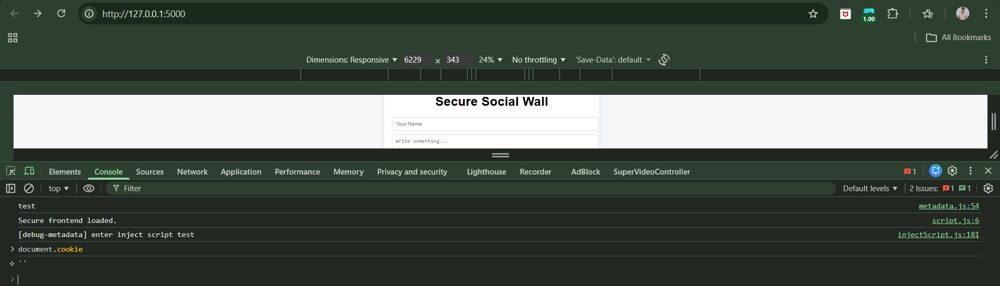 http://127.0.0.1:5000
1.00
All Bookmarks
Dimensions: Responsive 6229 × 343 24% No throttling 'Save-Data': default
Secure Social Wall
Your Name
Write something...
Elements Console Sources Network Application Performance Memory Privacy and security Lighthouse Recorder AdBlock SuperVideoController 1
top Filter Default levels 2 Issues: 1 1
test metadata.js:54
Secure frontend loaded. script.js:6
[debug-metadata] enter inject script test injectScript.js:181
> document.cookie
''
>